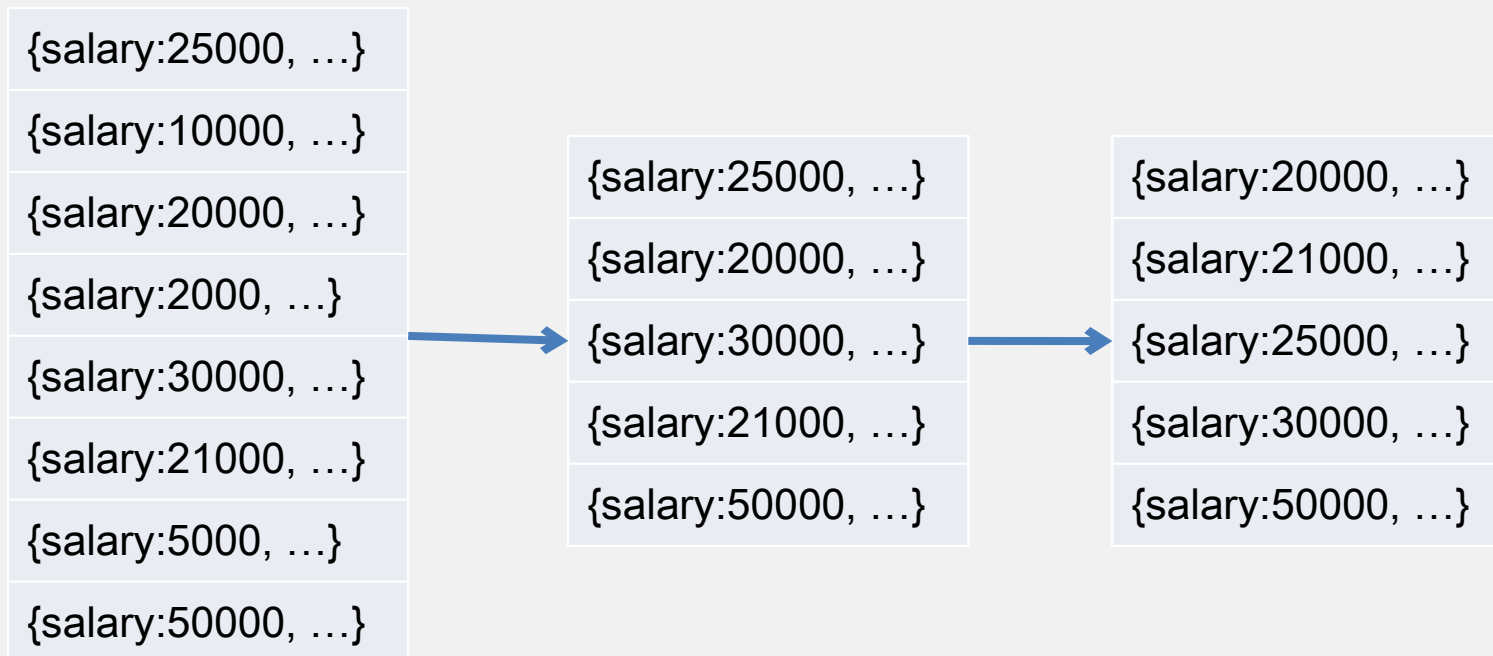 {salary:25000, …}
{salary:10000, …}
{salary:20000, …}
{salary:2000, …}
{salary:30000, …}
{salary:21000, …}
{salary:5000, …}
{salary:50000, …}
{salary:25000, …}
{salary:20000, …}
{salary:30000, …}
{salary:21000, …}
{salary:50000, …}
{salary:20000, …}
{salary:21000, …}
{salary:25000, …}
{salary:30000, …}
{salary:50000, …}